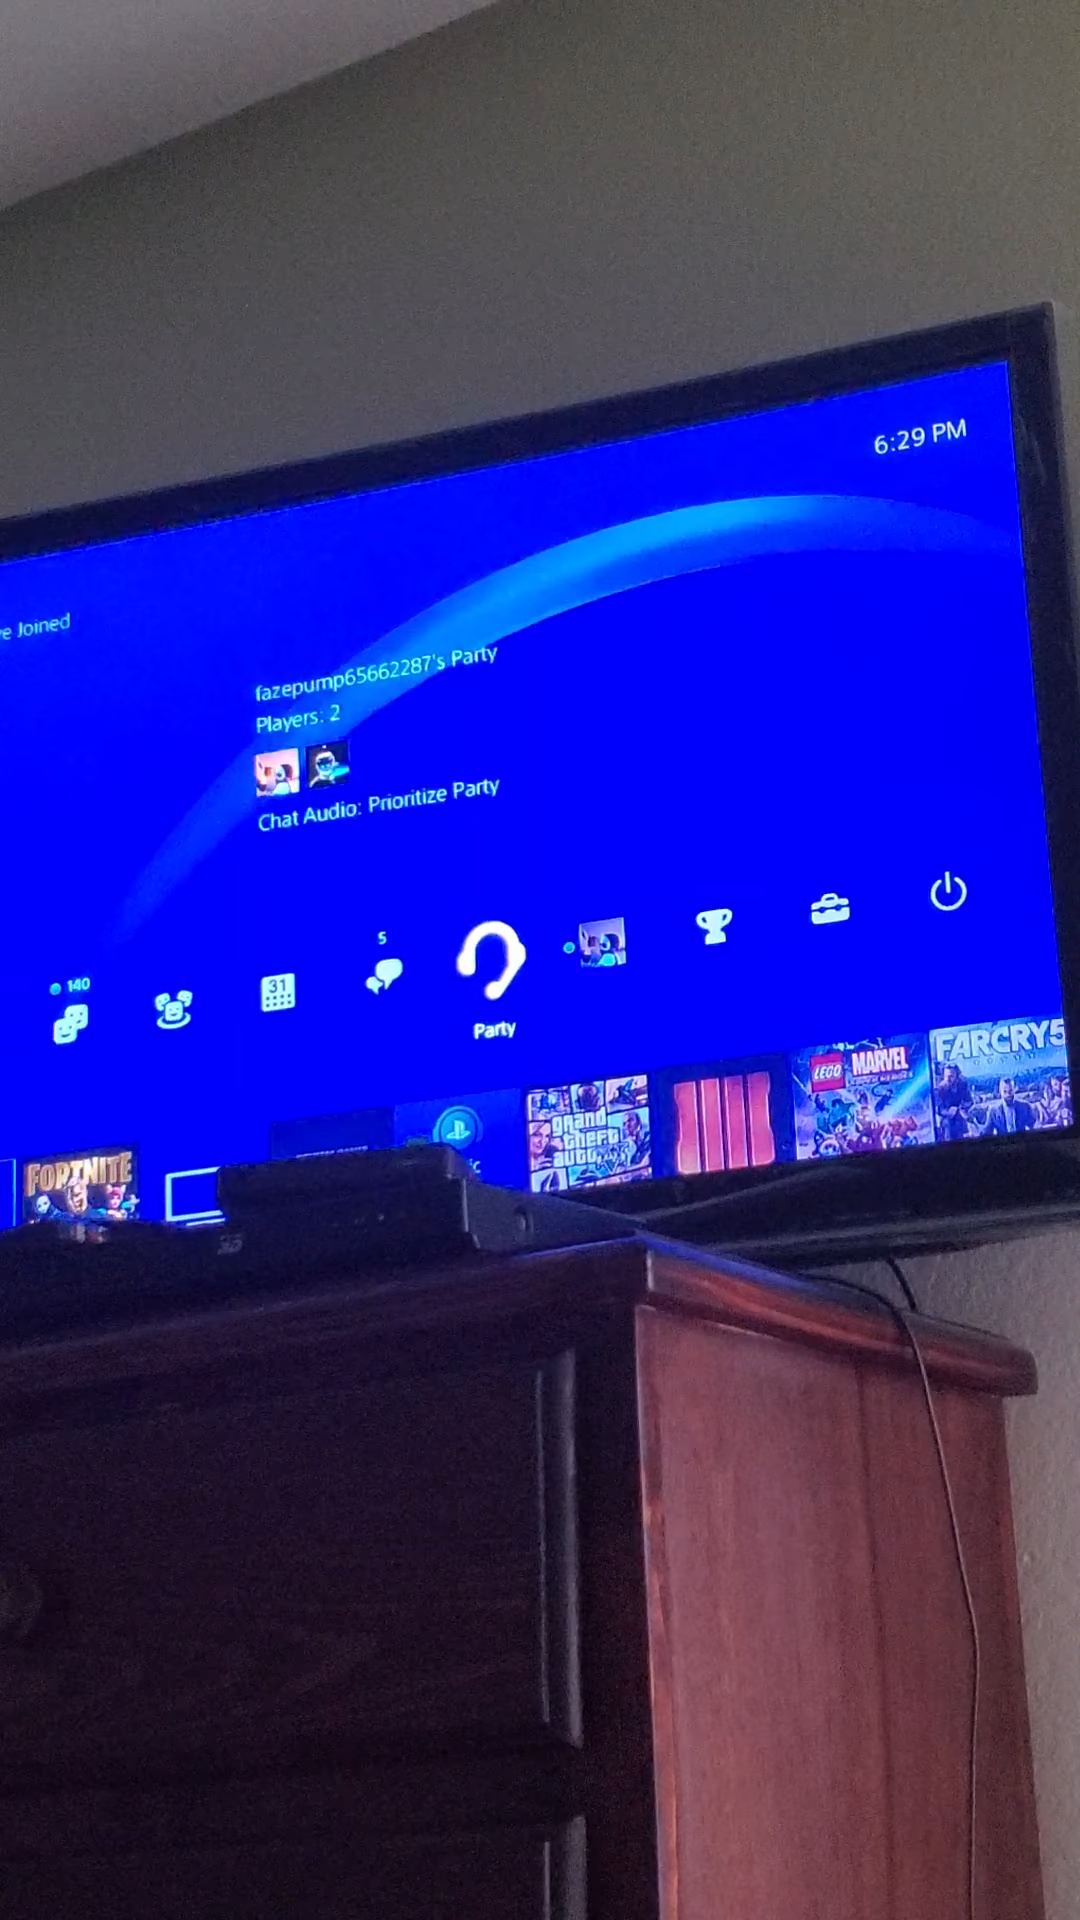 6:29 PM
Joined
fazepump65662287's Party
Players: 2
Chat Audio: Prioritize Party
5
140
31
Party
FARCRY5
LEGO MARVEL
grand
theft
auto
FORTNITE